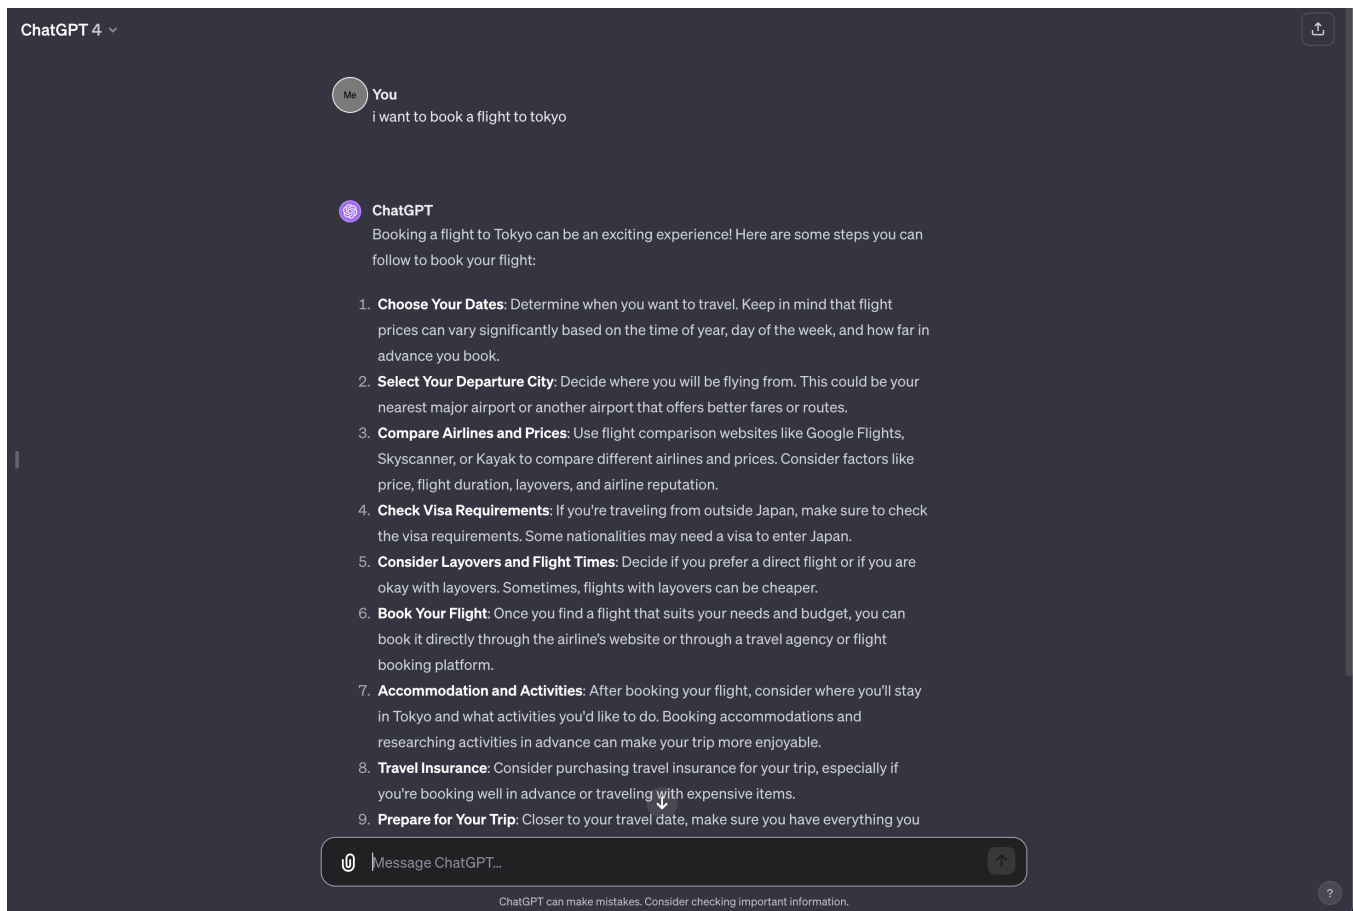 ChatGPT 4
Me
You
i want to book a flight to tokyo
ChatGPT
Booking a flight to Tokyo can be an exciting experience! Here are some steps you can
follow to book your flight:
1. Choose Your Dates: Determine when you want to travel. Keep in mind that flight
prices can vary significantly based on the time of year, day of the week, and how far in
advance you book.
2. Select Your Departure City: Decide where you will be flying from. This could be your
nearest major airport or another airport that offers better fares or routes.
3. Compare Airlines and Prices: Use flight comparison websites like Google Flights,
Skyscanner, or Kayak to compare different airlines and prices. Consider factors like
price, flight duration, layovers, and airline reputation.
4. Check Visa Requirements: If you're traveling from outside Japan, make sure to check
the visa requirements. Some nationalities may need a visa to enter Japan.
5. Consider Layovers and Flight Times: Decide if you prefer a direct flight or if you are
okay with layovers. Sometimes, flights with layovers can be cheaper.
6. Book Your Flight: Once you find a flight that suits your needs and budget, you can
book it directly through the airline's website or through a travel agency or flight
booking platform.
7. Accommodation and Activities: After booking your flight, consider where you'll stay
in Tokyo and what activities you'd like to do. Booking accommodations and
researching activities in advance can make your trip more enjoyable.
8. Travel Insurance: Consider purchasing travel insurance for your trip, especially if
you're booking well in advance or traveling with expensive items.
9. Prepare for Your Trip: Closer to your travel date, make sure you have everything you
Message ChatGPT...
ChatGPT can make mistakes. Consider checking important information.
?